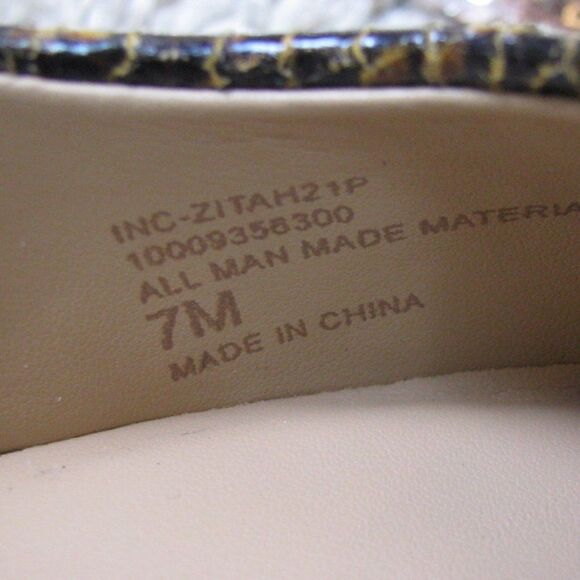 INC-ZITAH21P
10009358300
ALL MAN MADE MATERIA
7M
MADE IN CHINA